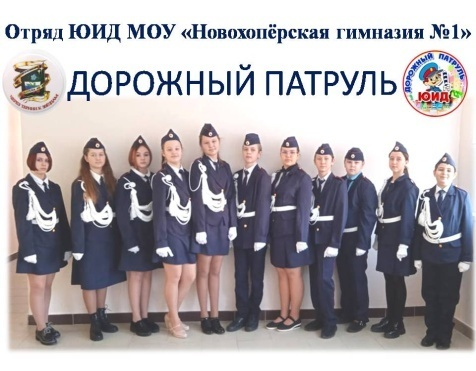 Отряд ЮИД МОУ «Новохопёрская гимназия №1»
ДОРОЖНЫЙ ПАТРУЛЬ
ДОРОЖНЫЙ ПАТРУЛЬ
ЮИД